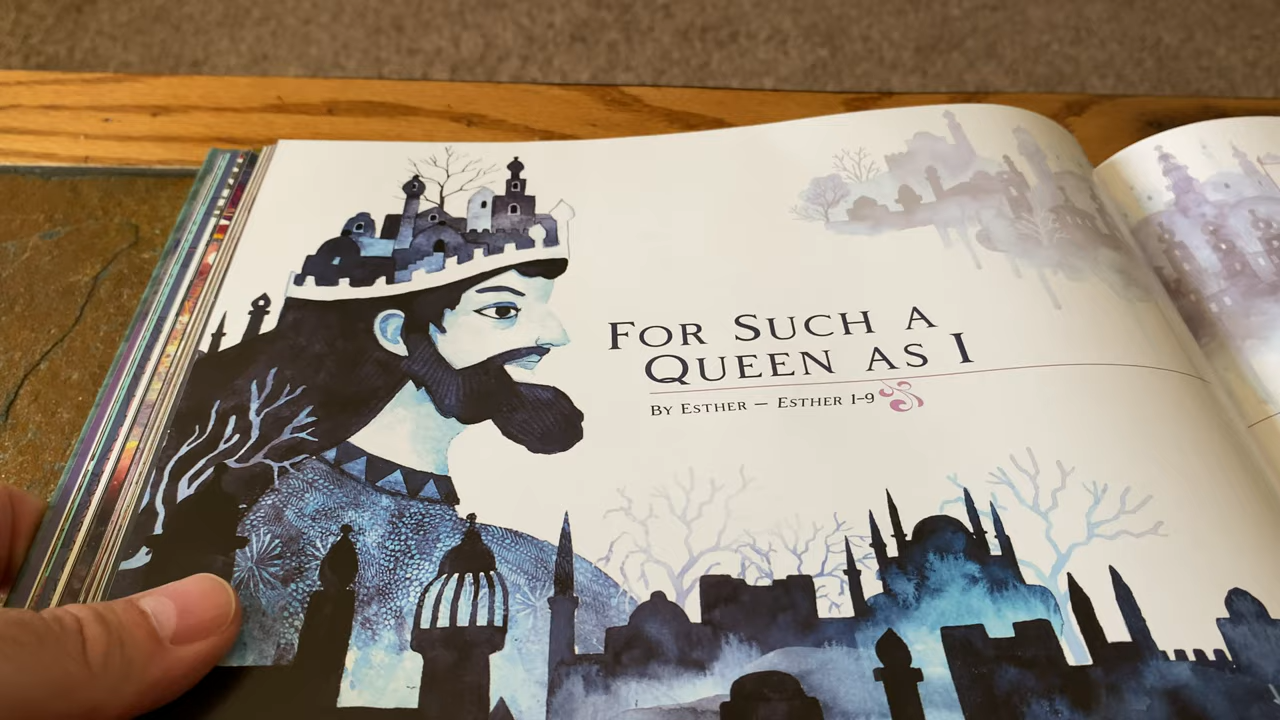 FOR SUCH A
QUEEN AS I
BY ESTHER — ESTHER 1-9